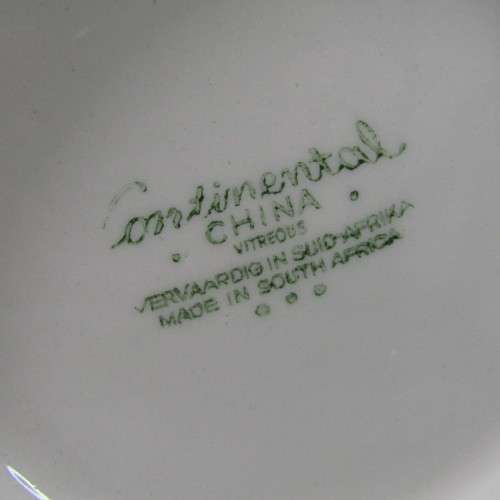 Continental
CHINA
VITREOUS
VERVAARDIG IN SUID-AFRIKA
MADE IN SOUTH AFRICA